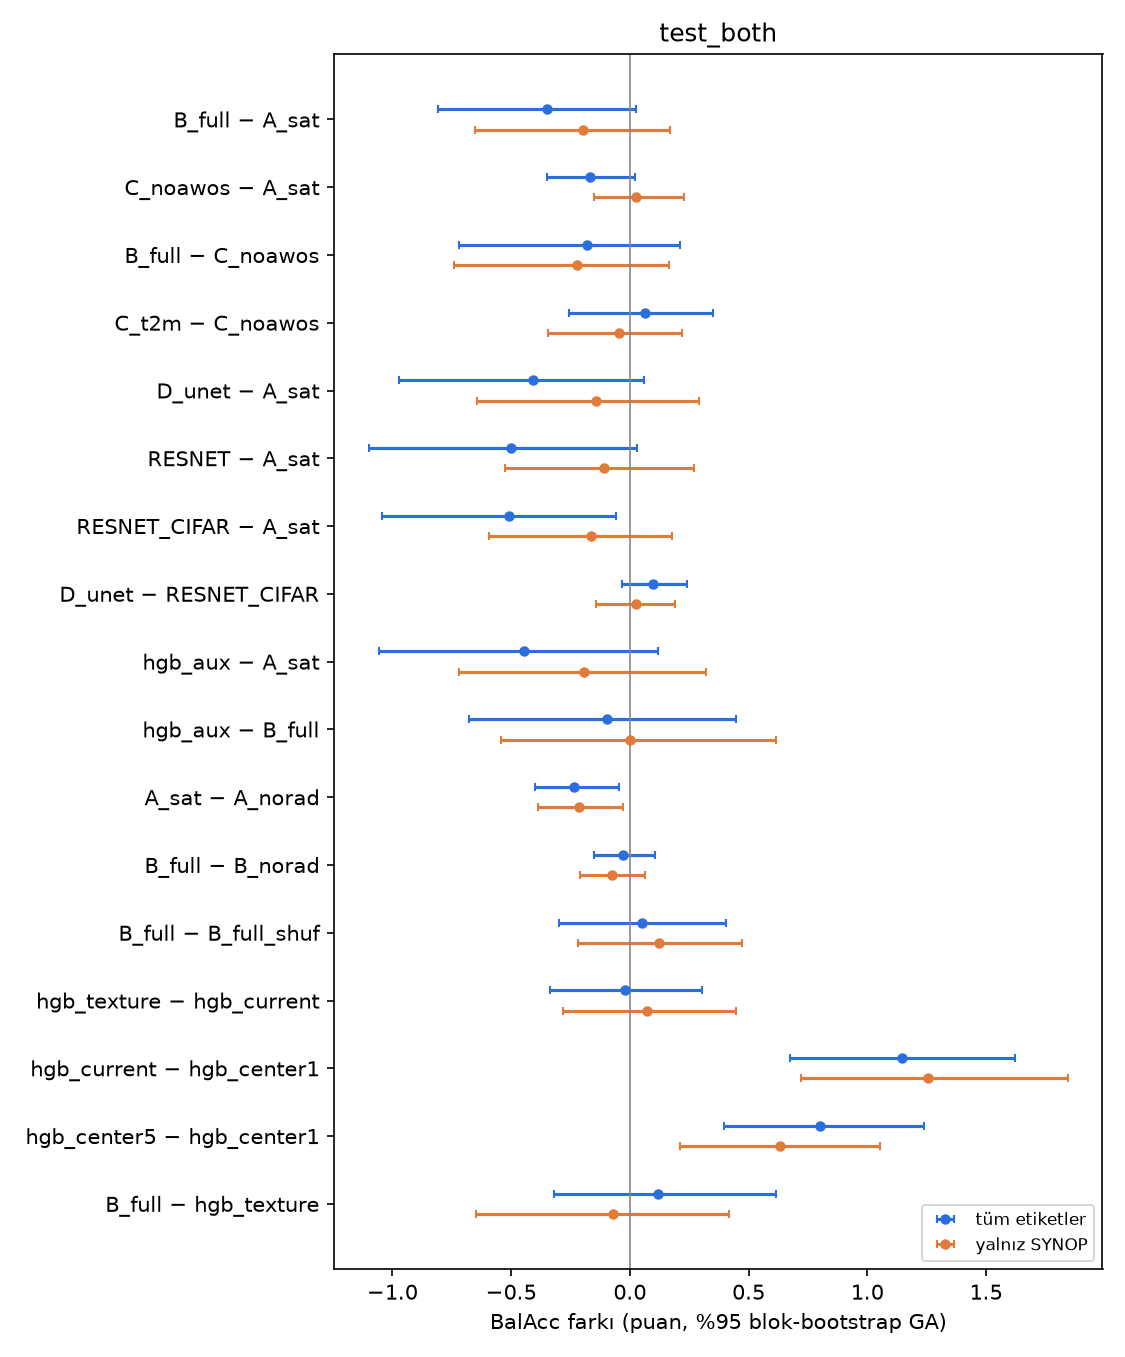 test_both
B_full − A_sat
C_noawos − A_sat
B_full − C_noawos
C_t2m − C_noawos
D_unet − A_sat
RESNET − A_sat
RESNET_CIFAR − A_sat
D_unet − RESNET_CIFAR
hgb_aux − A_sat
hgb_aux − B_full
A_sat − A_norad
B_full − B_norad
B_full − B_full_shuf
hgb_texture − hgb_current
hgb_current − hgb_center1
hgb_center5 − hgb_center1
B_full − hgb_texture
tüm etiketler
yalnız SYNOP
−1.0 −0.5 0.0 0.5 1.0 1.5
BalAcc farkı (puan, %95 blok-bootstrap GA)